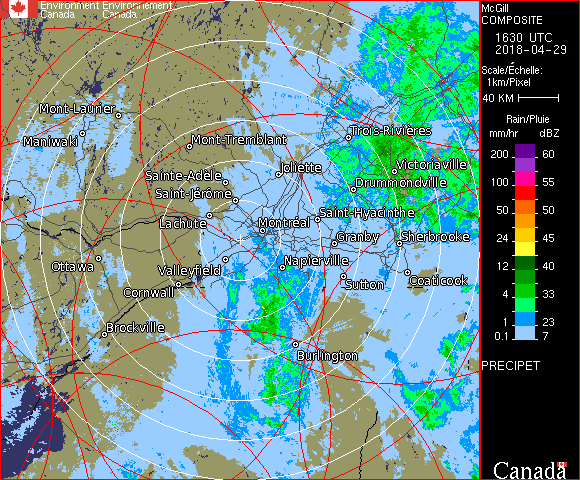 Environment Environnement
Canada Canada
McGill
COMPOSITE
1630 UTC
2018-04-29
Scale/Échelle:
1km/Pixel
40 KM
Rain/Pluie
mm/hr dBZ
200 60
100 55
50 50
24 45
12 40
4 33
1 23
0.1 7
PRECIPET
Canada
Mont-Laurier
Maniwaki
Mont-Tremblant
Trois-Rivières
Joliette
Victoriaville
Sainte-Adèle
Drummondville
Saint-Jérôme
Lachute
Saint-Hyacinthe
Montréal
Granby
Sherbrooke
Ottawa
Valleyfield
Napierville
Cornwall
Sutton
Coaticook
Brockville
Burlington